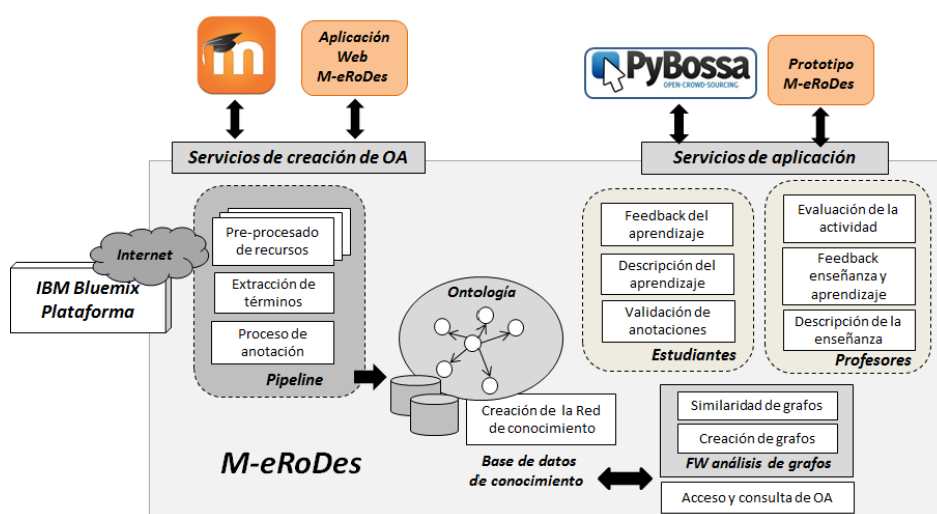 m
Aplicación
Web
M-eRoDes
PyBossa
OPEN-CROWD-SOURCING
Prototipo
M-eRoDes
Servicios de creación de OA
Servicios de aplicación
Pre-procesado
de recursos
Extracción de
términos
Proceso de
anotación
Pipeline
Internet
IBM Bluemix
Plataforma
Ontología
Creación de la Red
de conocimiento
Base de datos
de conocimiento
M-eRoDes
Feedback del
aprendizaje
Descripción del
aprendizaje
Validación de
anotaciones
Estudiantes
Evaluación de la
actividad
Feedback
enseñanza y
aprendizaje
Descripción de la
enseñanza
Profesores
Similaridad de grafos
Creación de grafos
FW análisis de grafos
Acceso y consulta de OA